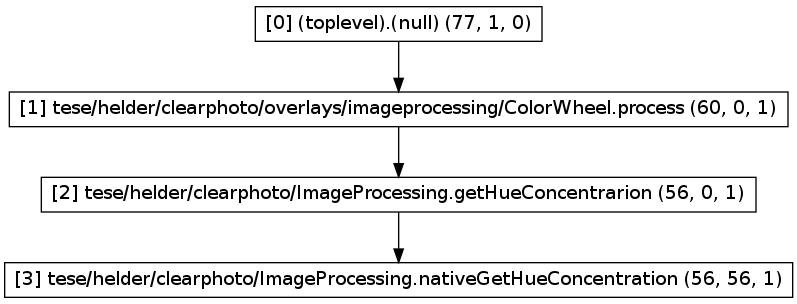 [0] (toplevel).(null) (77, 1, 0)
[1] tese/helder/clearphoto/overlays/imageprocessing/ColorWheel.process (60, 0, 1)
[2] tese/helder/clearphoto/ImageProcessing.getHueConcentrarion (56, 0, 1)
[3] tese/helder/clearphoto/ImageProcessing.nativeGetHueConcentration (56, 56, 1)